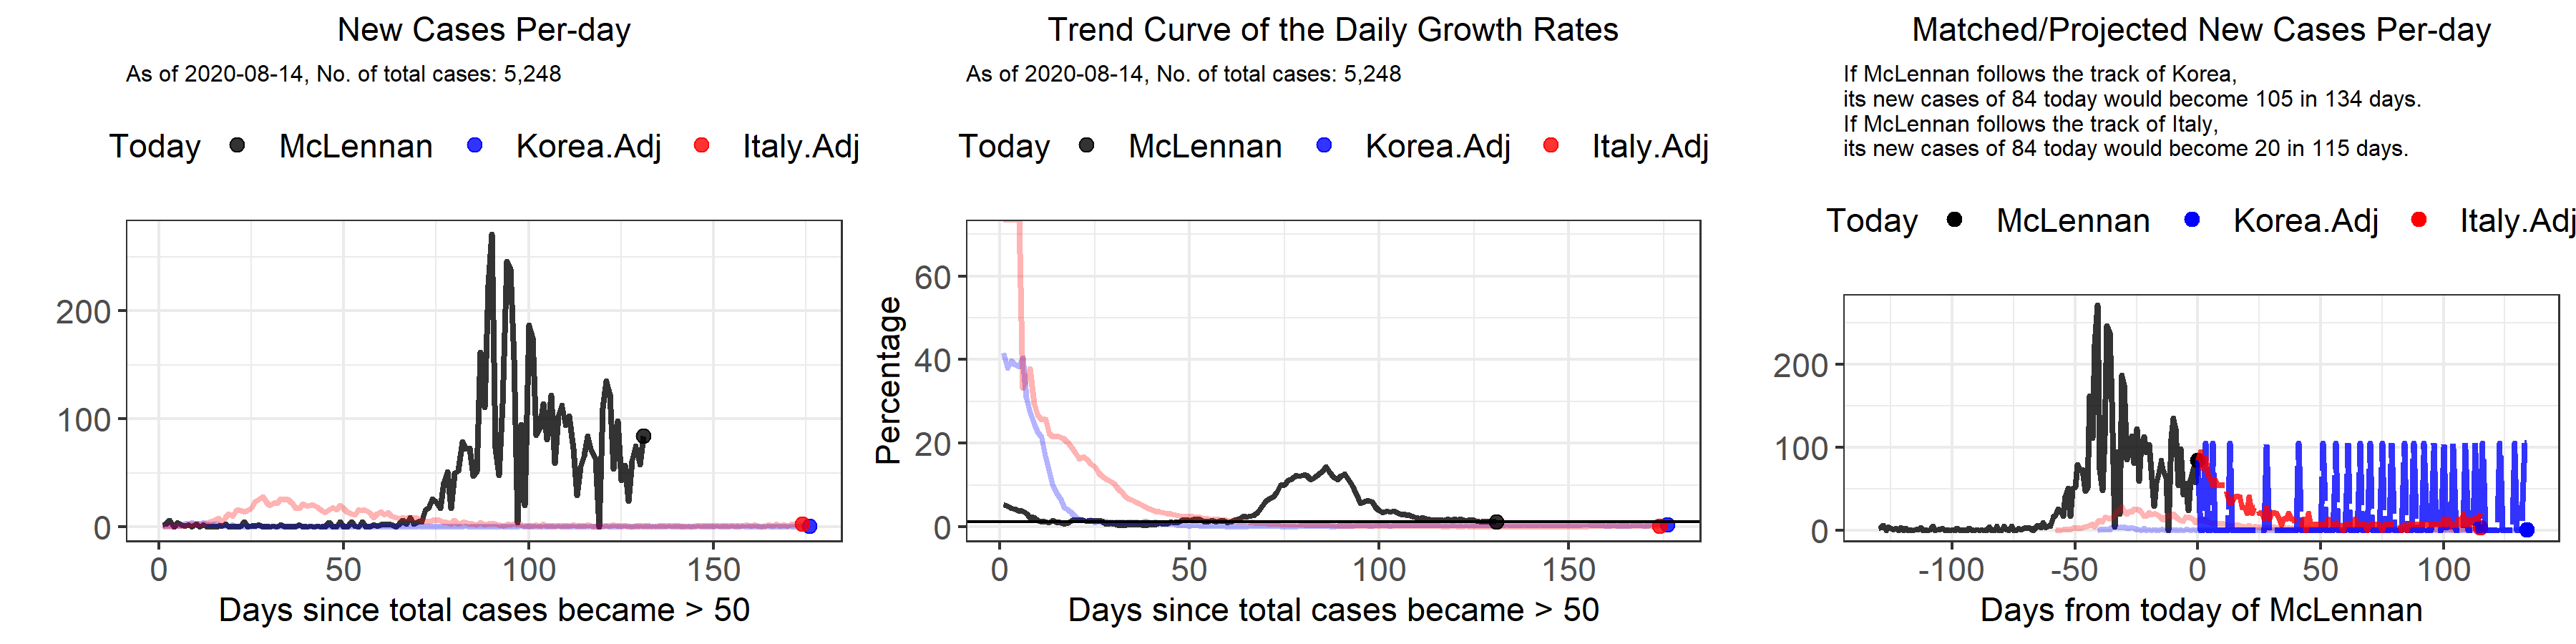 New Cases Per-day
As of 2020-08-14, No. of total cases: 5,248
Today McLennan Korea.Adj Italy.Adj
200
100
0
0 50 100 150
Days since total cases became > 50
Trend Curve of the Daily Growth Rates
As of 2020-08-14, No. of total cases: 5,248
Today McLennan Korea.Adj Italy.Adj
Percentage
60
40
20
0
0 50 100 150
Days since total cases became > 50
Matched/Projected New Cases Per-day
If McLennan follows the track of Korea,
its new cases of 84 today would become 105 in 134 days.
If McLennan follows the track of Italy,
its new cases of 84 today would become 20 in 115 days.
Today McLennan Korea.Adj Italy.Adj
200
100
0
-100 -50 0 50 100
Days from today of McLennan